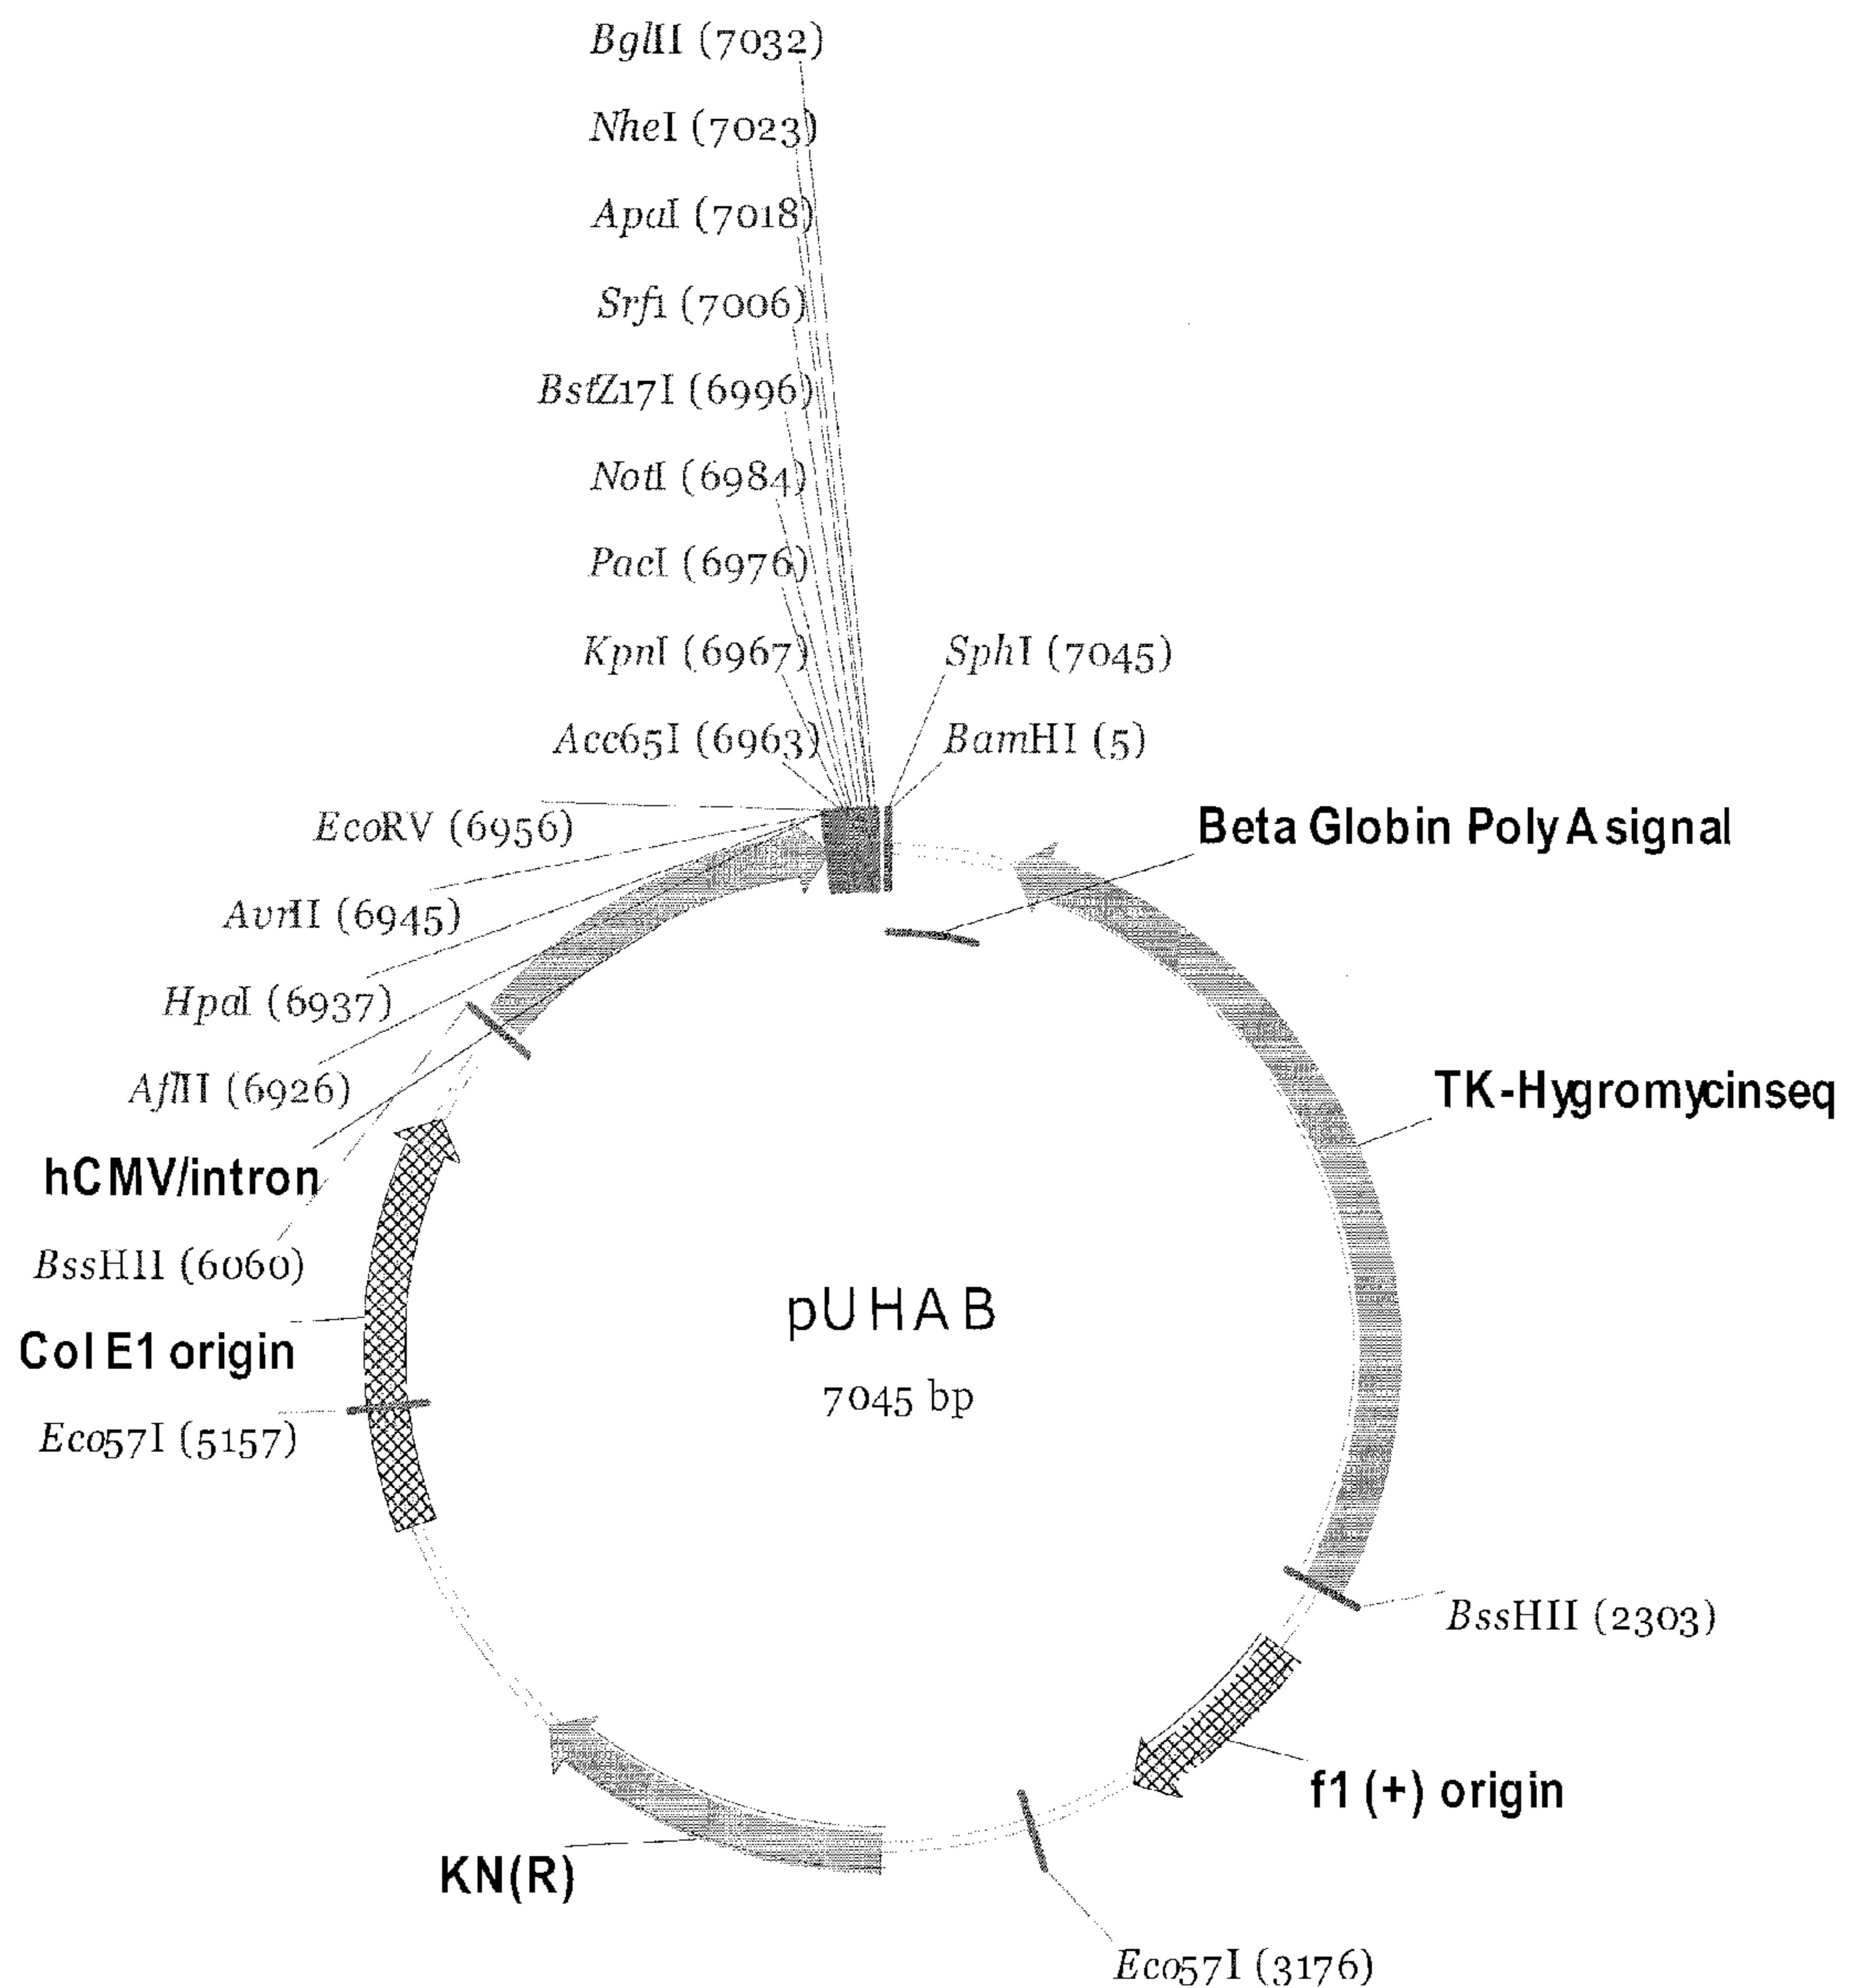 BglII (7032)
NheI (7023)
ApaI (7018)
Srf1 (7006)
BstZ17I (6996)
NotI (6984)
PacI (6976)
KpnI (6967)
SphI (7045)
Acc65I (6963)
BamHI (5)
EcoRV (6956)
Beta Globin Poly A signal
AvrII (6945)
HpaI (6937)
AflII (6926)
TK-Hygromycinseq
hCMV/intron
BssHII (6060)
pUHAB
Col E1 origin
7045 bp
Eco57I (5157)
BssHII (2303)
f1 (+) origin
KN(R)
Eco57I (3176)